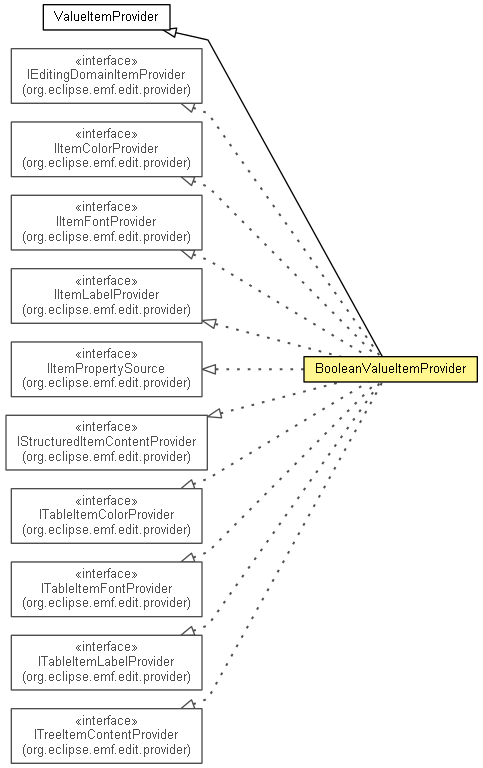 ValueItemProvider
«interface»
IEditingDomainItemProvider
(org.eclipse.emf.edit.provider)
«interface»
IItemColorProvider
(org.eclipse.emf.edit.provider)
«interface»
IItemFontProvider
(org.eclipse.emf.edit.provider)
«interface»
IItemLabelProvider
(org.eclipse.emf.edit.provider)
«interface»
IItemPropertySource
(org.eclipse.emf.edit.provider)
BooleanValueItemProvider
«interface»
IStructuredItemContentProvider
(org.eclipse.emf.edit.provider)
«interface»
ITableItemColorProvider
(org.eclipse.emf.edit.provider)
«interface»
ITableItemFontProvider
(org.eclipse.emf.edit.provider)
«interface»
ITableItemLabelProvider
(org.eclipse.emf.edit.provider)
«interface»
ITreeItemContentProvider
(org.eclipse.emf.edit.provider)